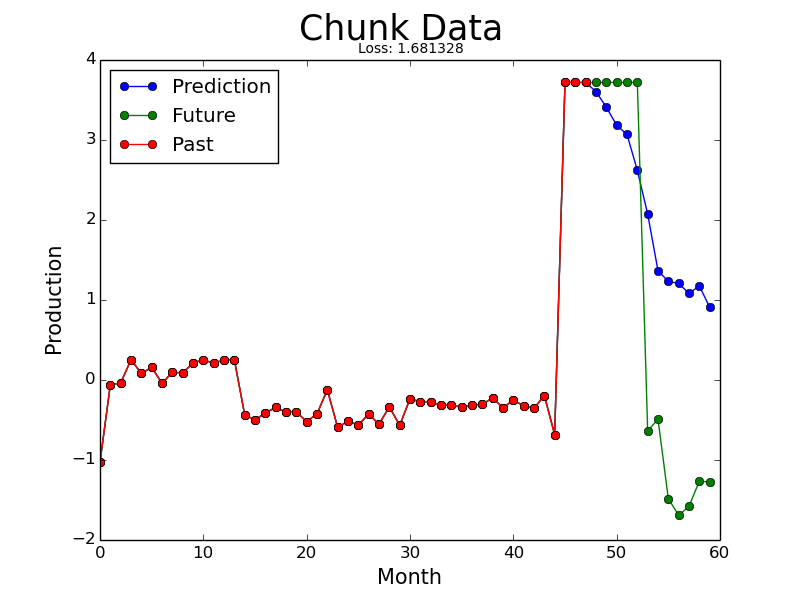 Chunk Data
Loss: 1.681328
Prediction
Future
Past
Production
4
3
2
1
0
−1
−2
0 10 20 30 40 50 60
Month